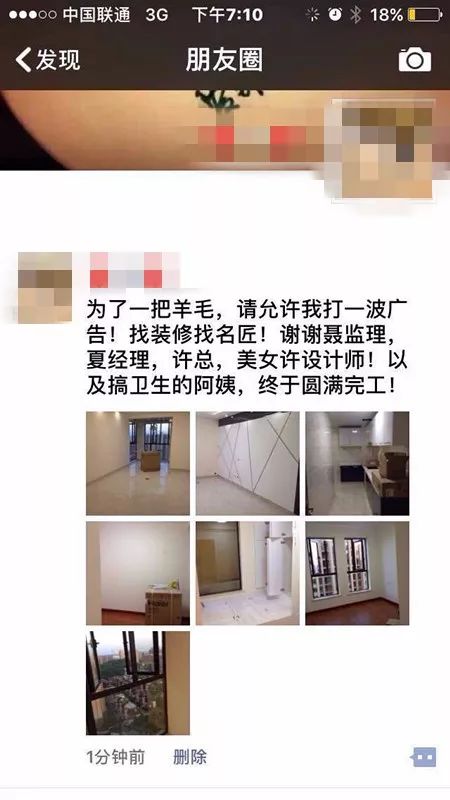 中国联通 3G 下午7:10 18%
发现 朋友圈
为了一把羊毛，请允许我打一波广
告！找装修找名匠！谢谢聂监理，
夏经理，许总，美女许设计师！以
及搞卫生的阿姨，终于圆满完工！
1分钟前 删除